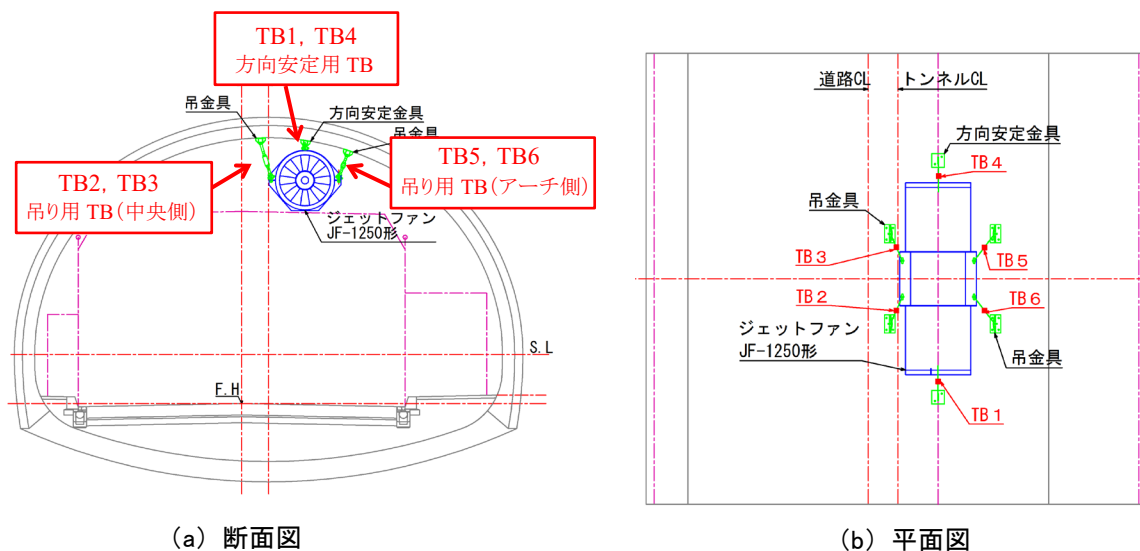 TB1, TB4
方向安定用 TB
吊金具
方向安定金具
吊金具
TB2, TB3
吊り用 TB(中央側)
TB5, TB6
吊り用 TB(アーチ側)
ジェットファン
JF-1250形
S.L
F.H
(a) 断面図
道路CL
トンネルCL
方向安定金具
TB4
吊金具
TB3
TB5
TB2
TB6
ジェットファン
JF-1250形
吊金具
TB1
(b) 平面図